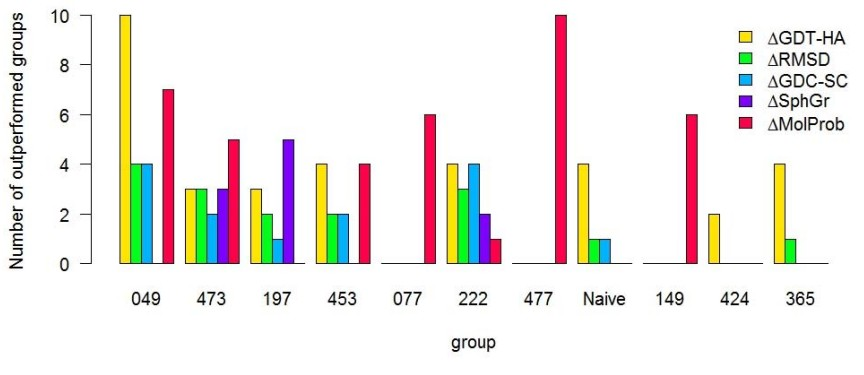 Number of outperformed groups
10
8
6
4
2
0
ΔGDT-HA
ΔRMSD
ΔGDC-SC
ΔSphGr
ΔMolProb
049 473 197 453 077 222 477 Naive 149 424 365
group